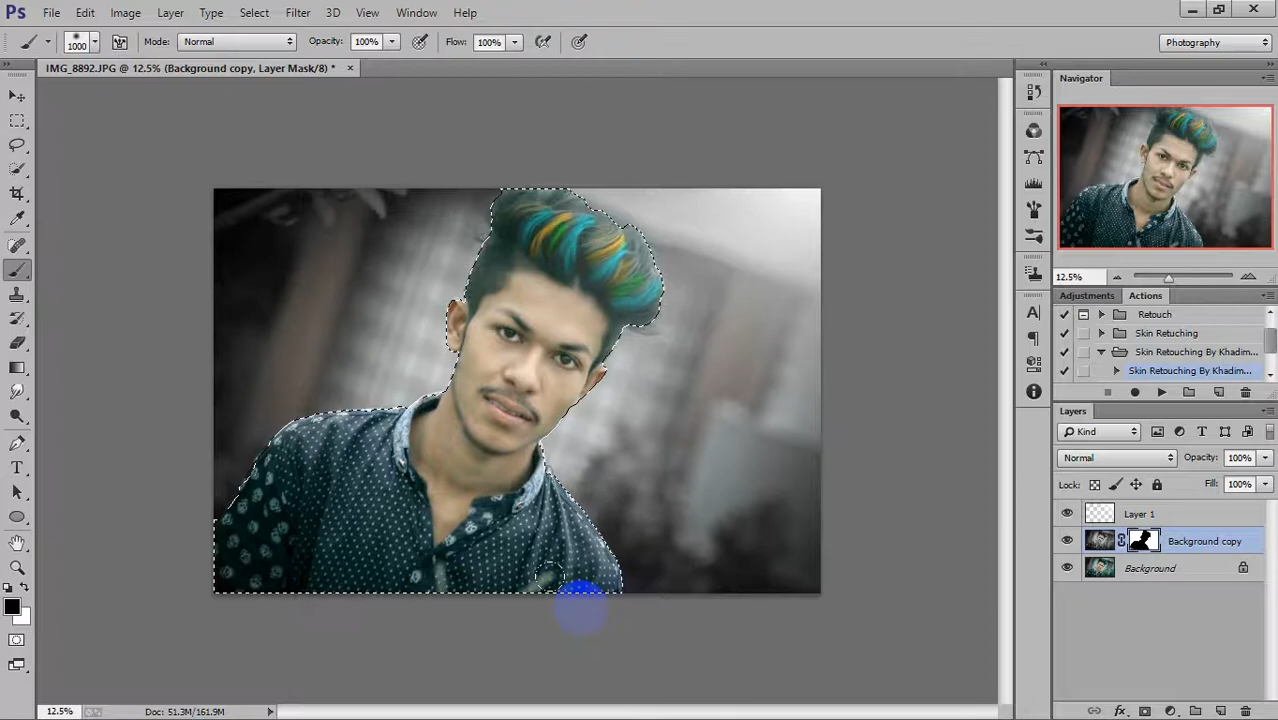 Ps File Edit Image Layer Type Select Filter 3D View Window Help
1000 Mode: Normal Opacity: 100% Flow: 100% Photography
IMG_8892.JPG @ 12.5% (Background copy, Layer Mask/8) * ×
Navigator
12.5%
Adjustments Actions
Retouch
Skin Retuching
Skin Retouching By Khadim...
Skin Retouching By Khadim...
Layers
Kind
Normal Opacity: 100%
Lock: Fill: 100%
Layer 1
Background copy
Background
12.5% Doc: 51.3M/161.9M